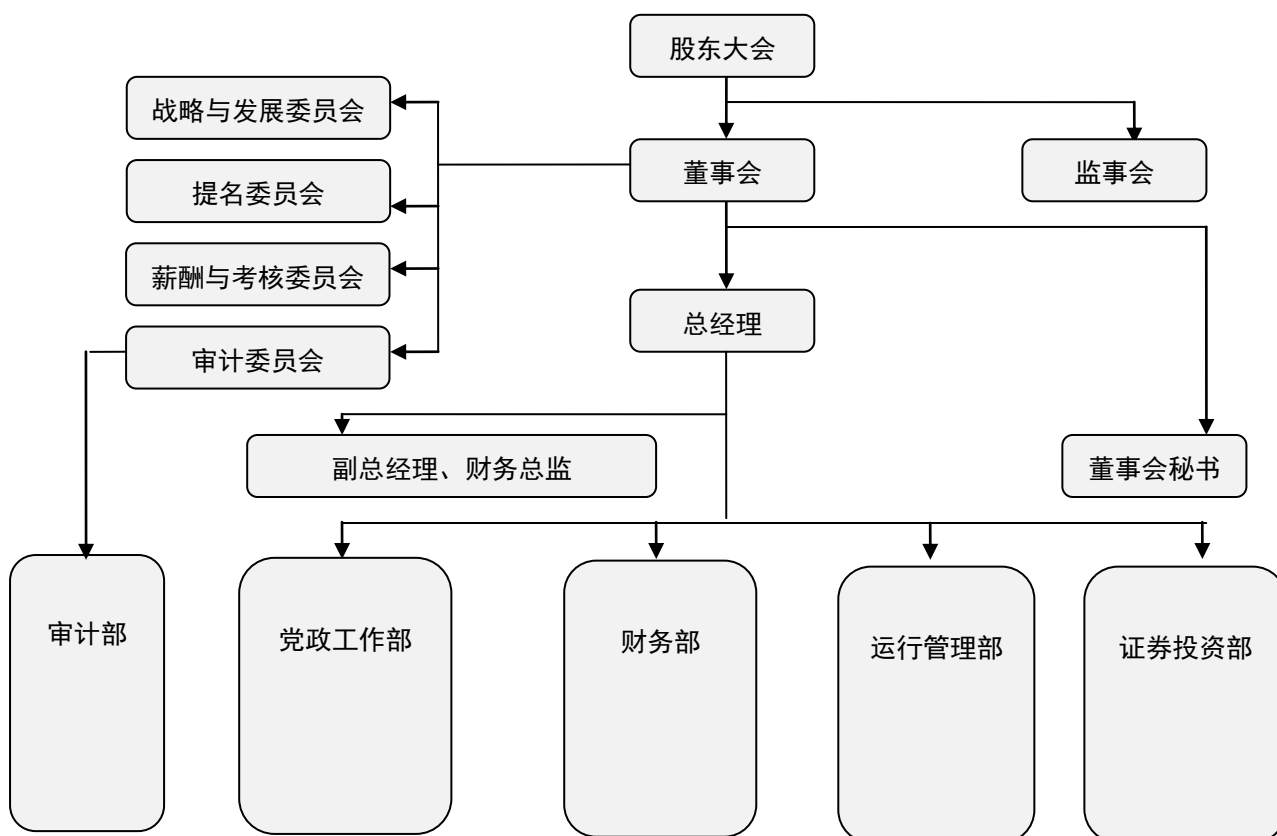 股东大会
战略与发展委员会
董事会
监事会
提名委员会
薪酬与考核委员会
总经理
审计委员会
副总经理、财务总监
董事会秘书
审计部
党政工作部
财务部
运行管理部
证券投资部